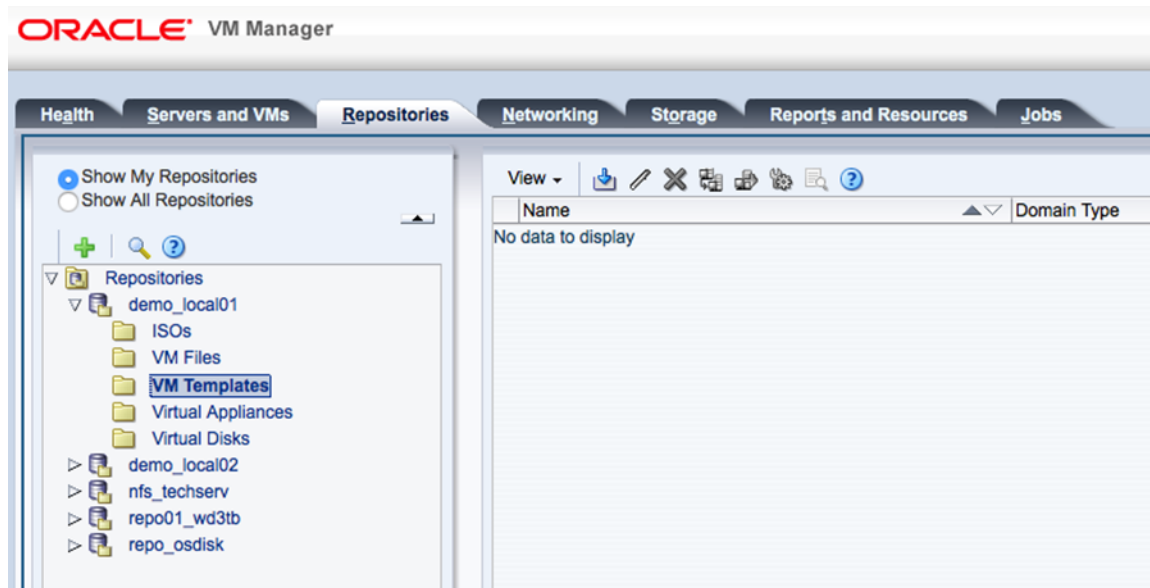 ORACLE VM Manager
Health Servers and VMs Repositories Networking Storage Reports and Resources Jobs
Show My Repositories
Show All Repositories
View
Name Domain Type
No data to display
Repositories
demo_local01
ISOs
VM Files
VM Templates
Virtual Appliances
Virtual Disks
demo_local02
nfs_techserv
repo01_wd3tb
repo_osdisk